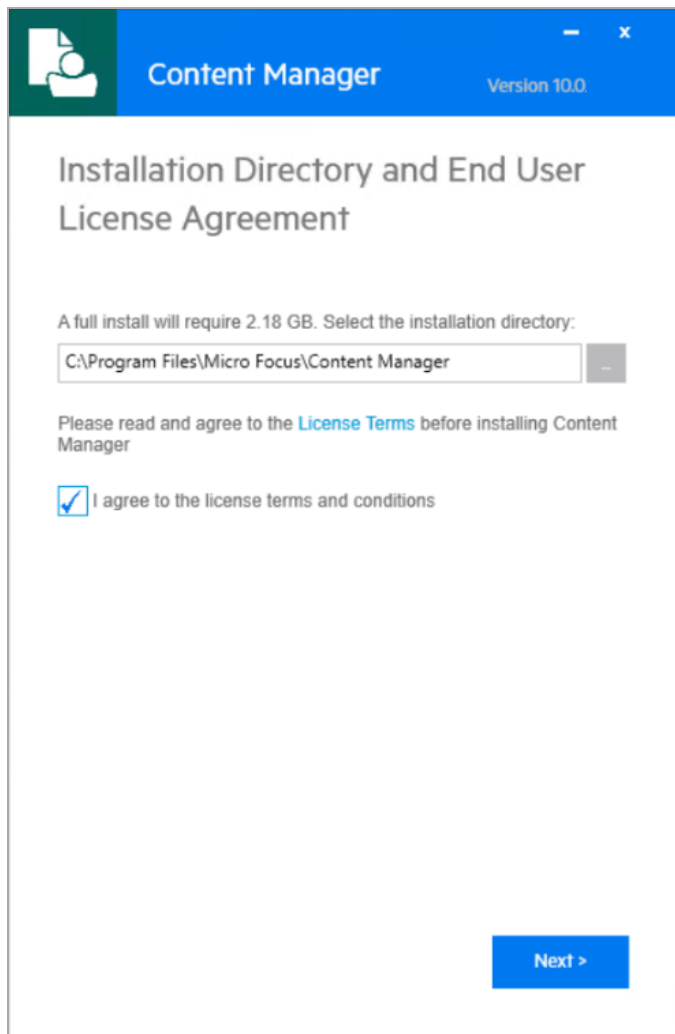 x
Content Manager
Version 10.0.
Installation Directory and End User
License Agreement
A full install will require 2.18 GB. Select the installation directory:
C:\Program Files\Micro Focus\Content Manager
...
Please read and agree to the License Terms before installing Content
Manager
I agree to the license terms and conditions
Next >